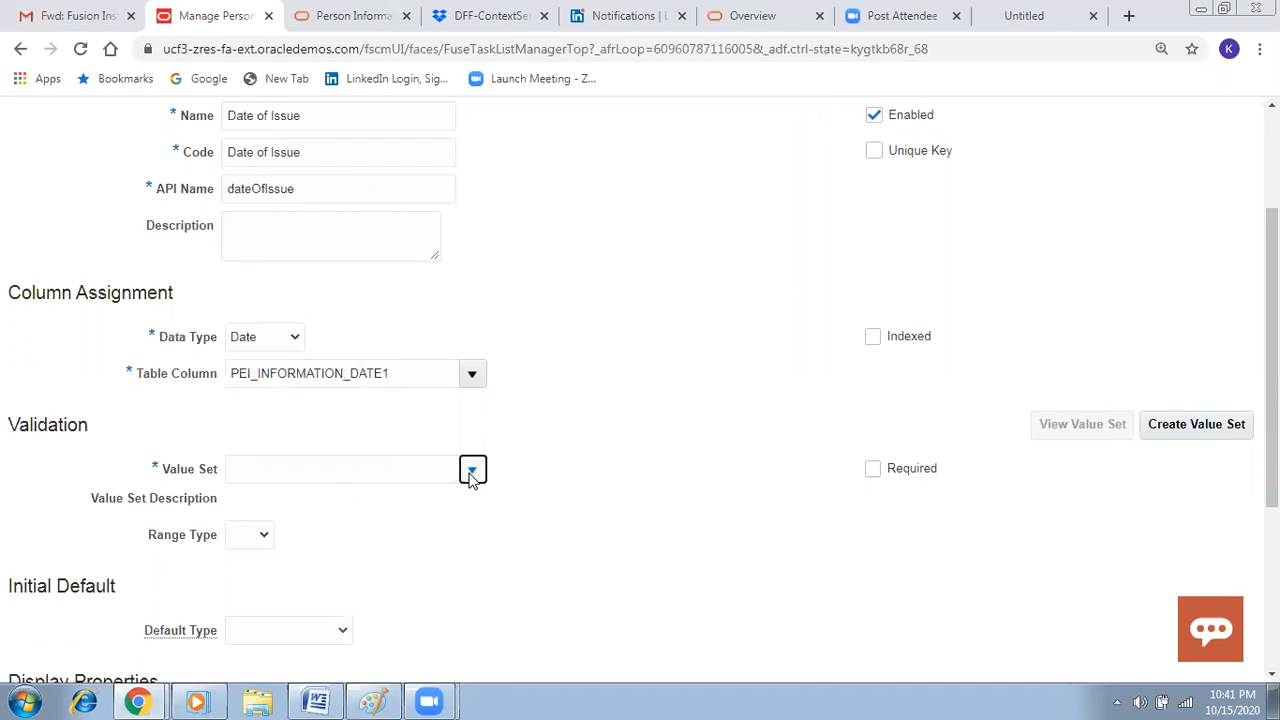 Fwd: Fusion Ins
Manage Person
Person Informa
DFF-ContextSe
Notifications | L
Overview
Post Attendee
Untitled
ucf3-zres-fa-ext.oracledemos.com/fscmUI/faces/FuseTaskListManagerTop?_afrLoop=60960787116005&_adf.ctrl-state=kygtkb68r_68
K
Apps
Bookmarks
Google
New Tab
LinkedIn Login, Sig...
Launch Meeting - Z...
* Name Date of Issue
Enabled
* Code Date of Issue
Unique Key
* API Name dateOfIssue
Description
Column Assignment
* Data Type Date
Indexed
* Table Column PEI_INFORMATION_DATE1
Validation
View Value Set
Create Value Set
* Value Set
Required
Value Set Description
Range Type
Initial Default
Default Type
Display Properties
10:41 PM
10/15/2020